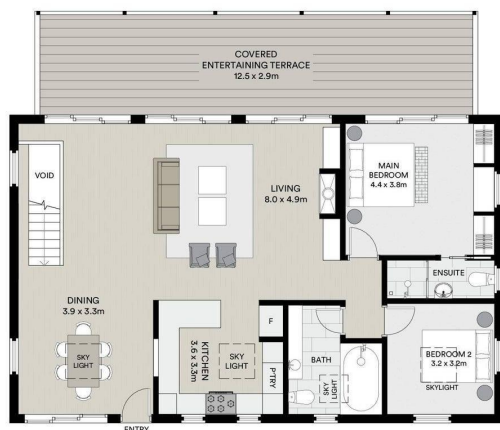 COVERED
ENTERTAINING TERRACE
12.5 x 2.9m
VOID
LIVING
8.0 x 4.9m
MAIN
BEDROOM
4.4 x 3.8m
ENSUITE
DINING
3.9 x 3.3m
SKY
LIGHT
KITCHEN
3.6 x 3.3m
SKY
LIGHT
F
P'TRY
BATH
SKY
LIGHT
BEDROOM 2
3.2 x 3.2m
SKYLIGHT
ENTRY